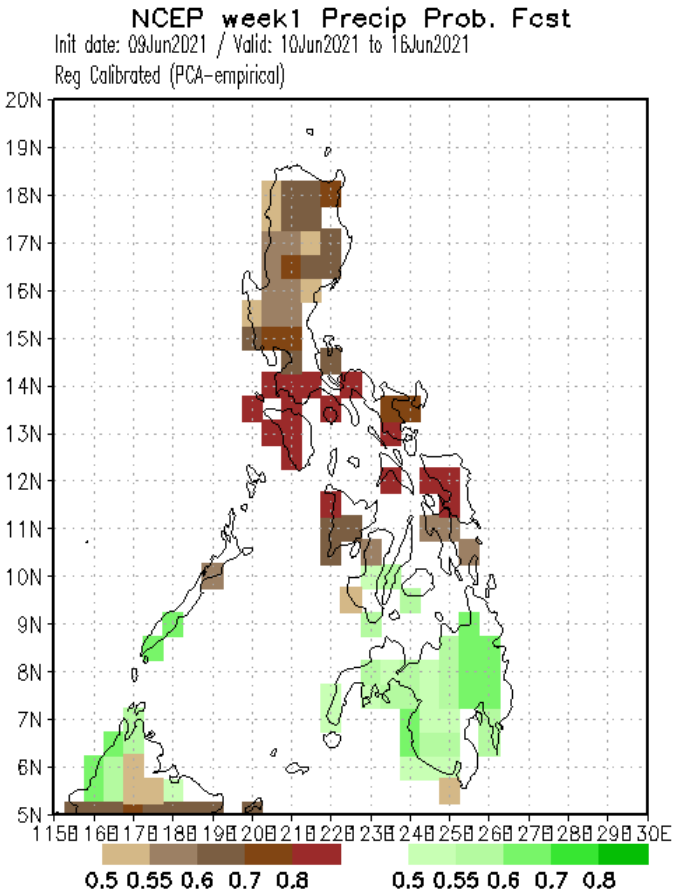 NCEP week1 Precip Prob. Fcst
Init date: 09Jun2021 / Valid: 10Jun2021 to 16Jun2021
Reg Calibrated (PCA-empirical)
20N
19N
18N
17N
16N
15N
14N
13N
12N
11N
10N
9N
8N
7N
6N
5N
115E 116E 117E 118E 119E 120E 121E 122E 123E 124E 125E 126E 127E 128E 129E 130E
0.5 0.55 0.6 0.7 0.8 0.5 0.55 0.6 0.7 0.8